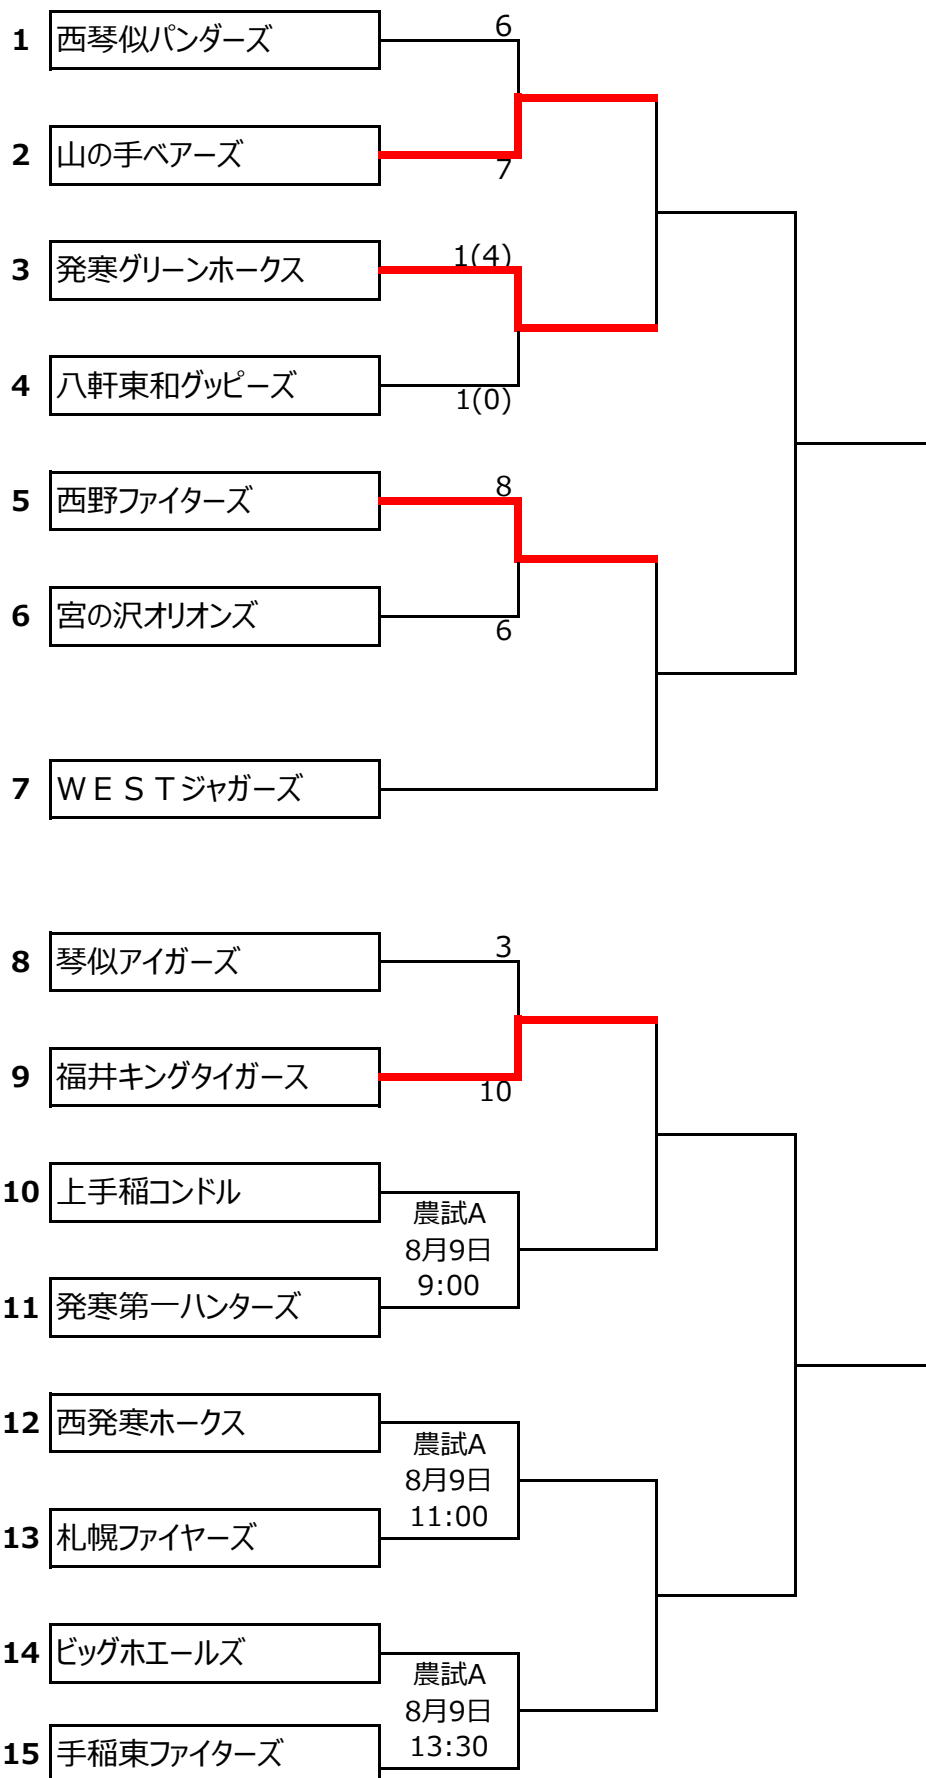 1 西琴似パンダーズ
6
2 山の手ベアーズ
7
3 発寒グリーンホークス
1(4)
4 八軒東和グッピーズ
1(0)
5 西野ファイターズ
8
6 宮の沢オリオンズ
6
7 ＷＥＳＴジャガーズ
8 琴似アイガーズ
3
9 福井キングタイガース
10
10 上手稲コンドル
農試A
8月9日
9:00
11 発寒第一ハンターズ
12 西発寒ホークス
農試A
8月9日
11:00
13 札幌ファイヤーズ
14 ビッグホエールズ
農試A
8月9日
13:30
15 手稲東ファイターズ